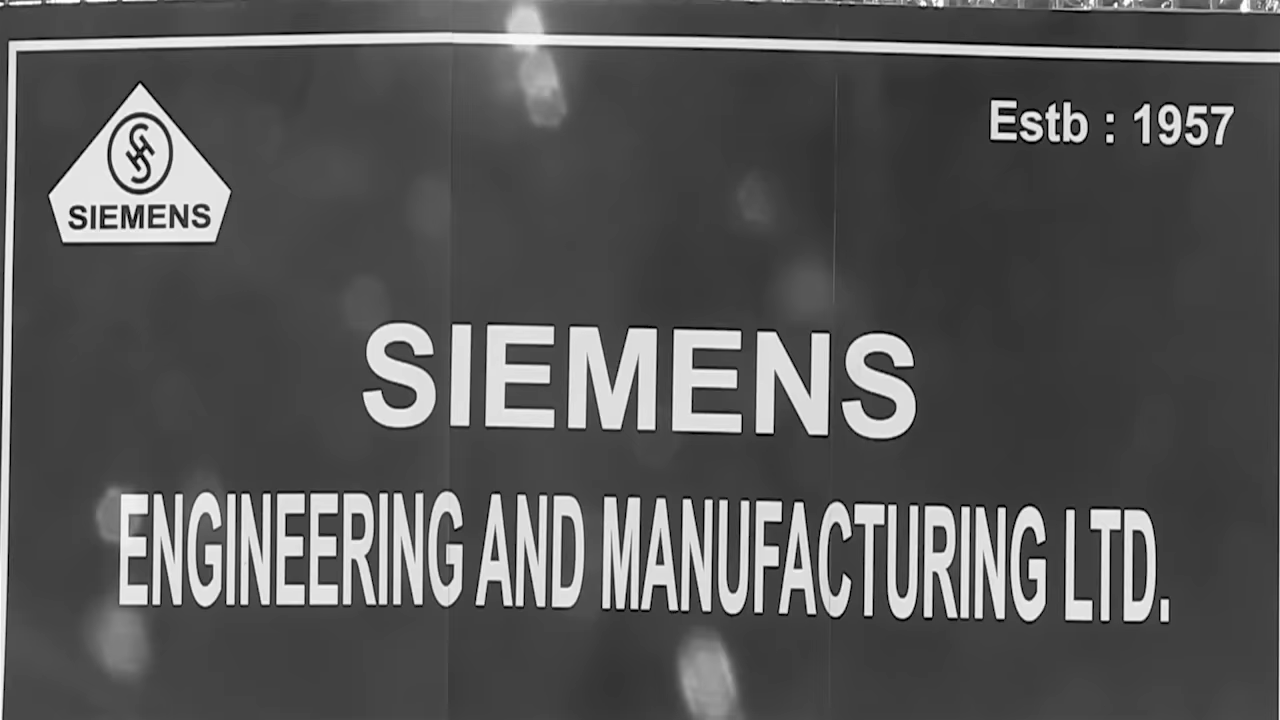 Estb : 1957
SIEMENS
SIEMENS
ENGINEERING AND MANUFACTURING LTD.